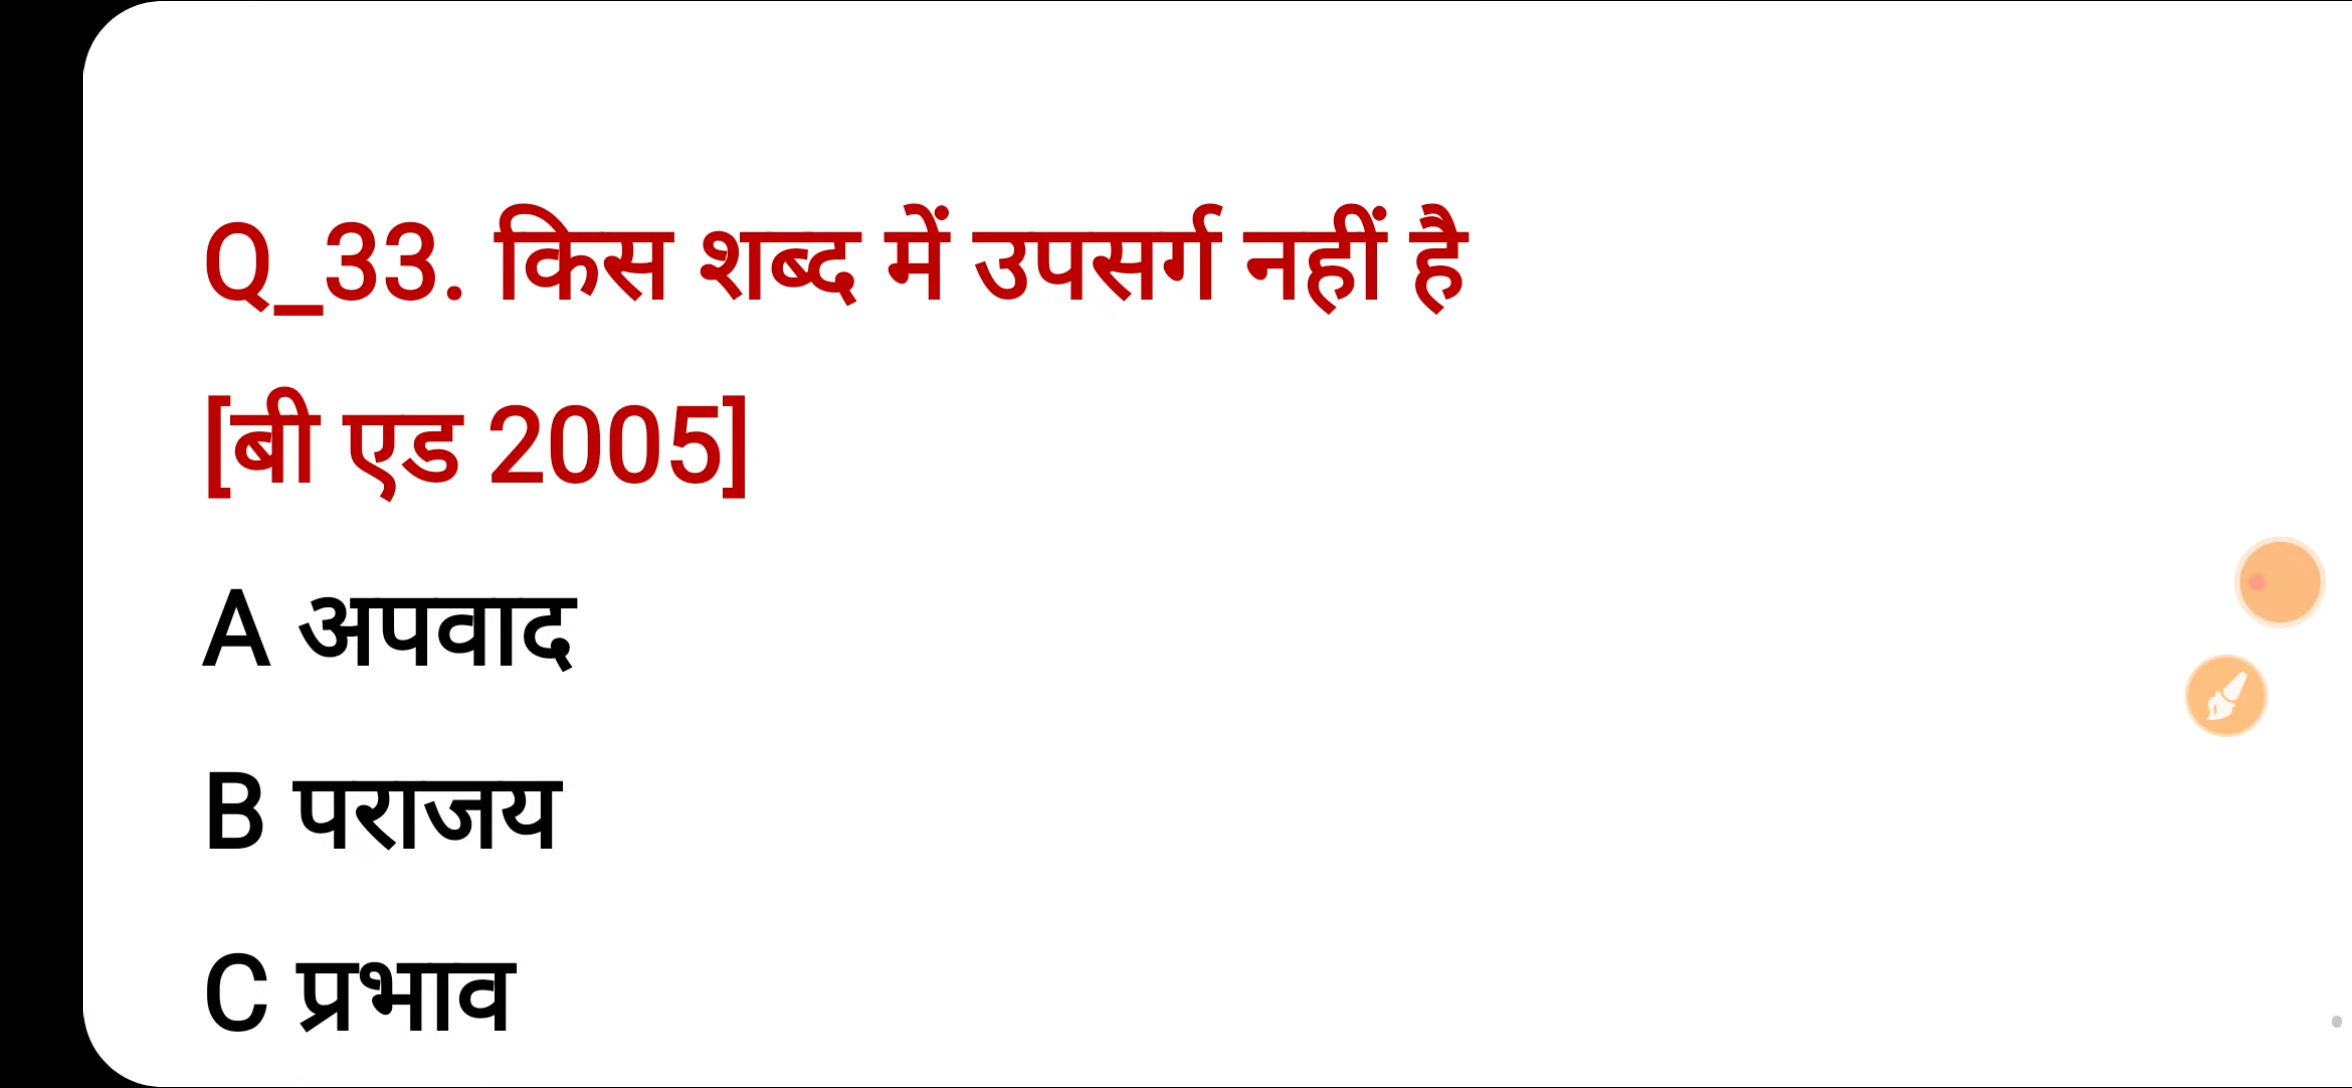 Q_33. किस शब्द में उपसर्ग नहीं है
[बी एड 2005]
A अपवाद
B पराजय
C प्रभाव